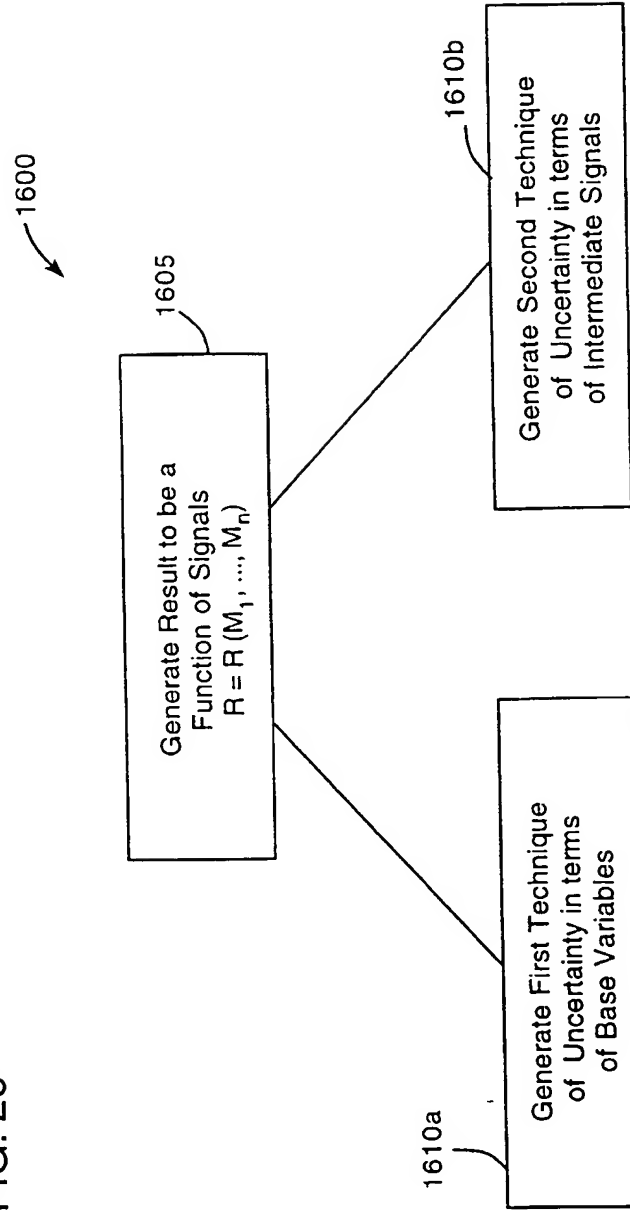 1600
1605
Generate Result to be a
Function of Signals
R = R (M₁, ..., Mₙ)
1610a
Generate First Technique
of Uncertainty in terms
of Base Variables
1610b
Generate Second Technique
of Uncertainty in terms
of Intermediate Signals